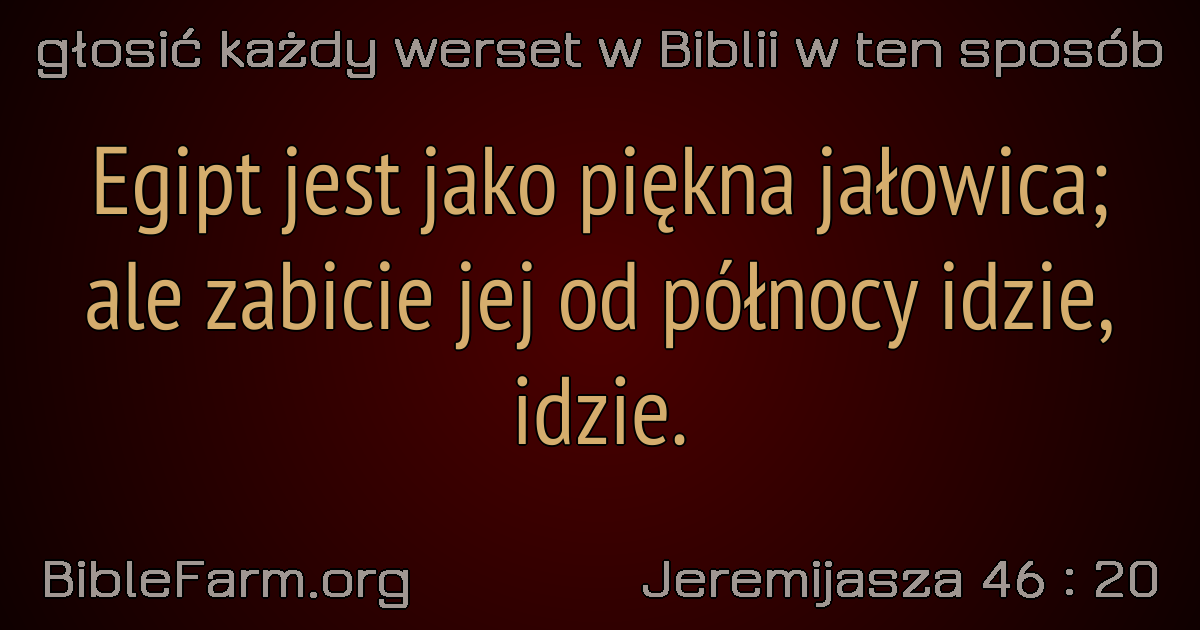 głosić każdy werset w Biblii w ten sposób
Egipt jest jako piękna jałowica;
ale zabicie jej od północy idzie,
idzie.
BibleFarm.org
Jeremijasza 46 : 20